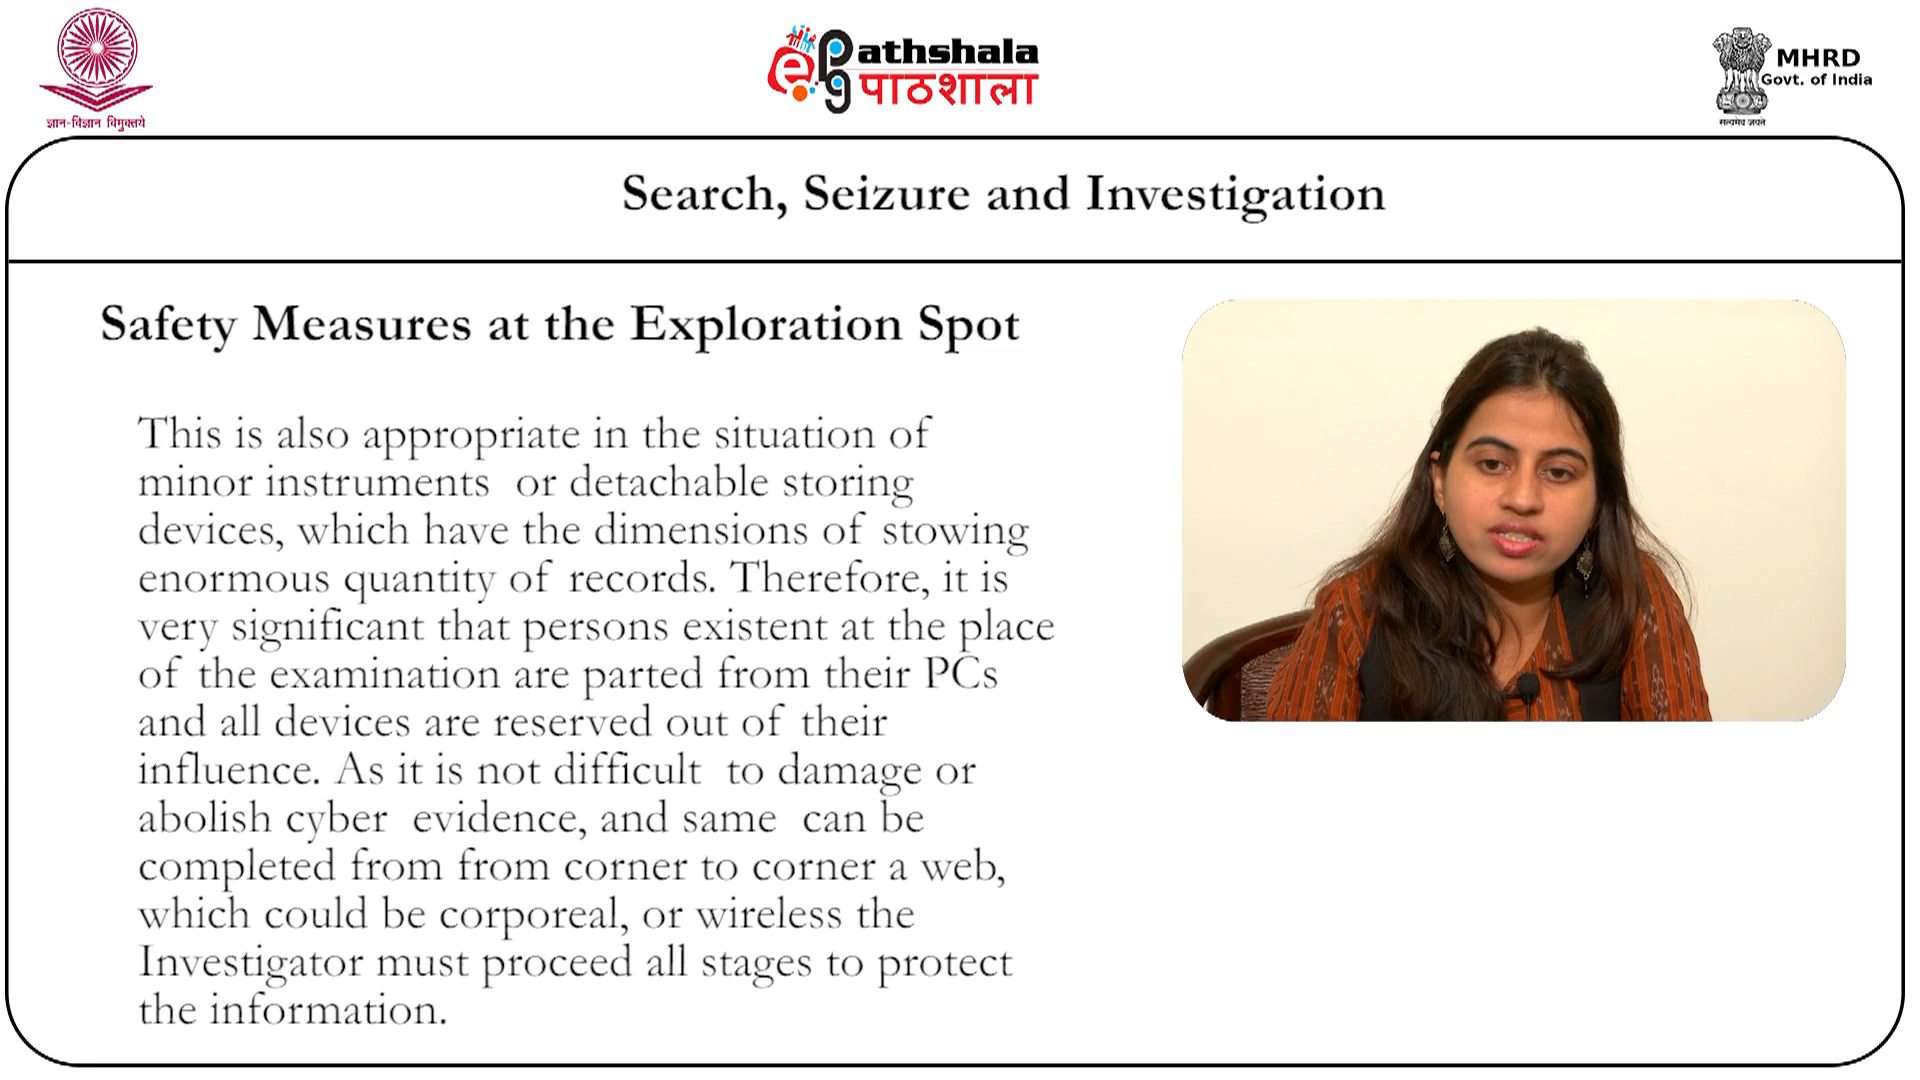 ज्ञान-विज्ञान विमुक्तये
epg Pathshala
पाठशाला
MHRD
Govt. of India
सत्यमेव जयते
Search, Seizure and Investigation
Safety Measures at the Exploration Spot
This is also appropriate in the situation of
minor instruments or detachable storing
devices, which have the dimensions of stowing
enormous quantity of records. Therefore, it is
very significant that persons existent at the place
of the examination are parted from their PCs
and all devices are reserved out of their
influence. As it is not difficult to damage or
abolish cyber evidence, and same can be
completed from from corner to corner a web,
which could be corporeal, or wireless the
Investigator must proceed all stages to protect
the information.